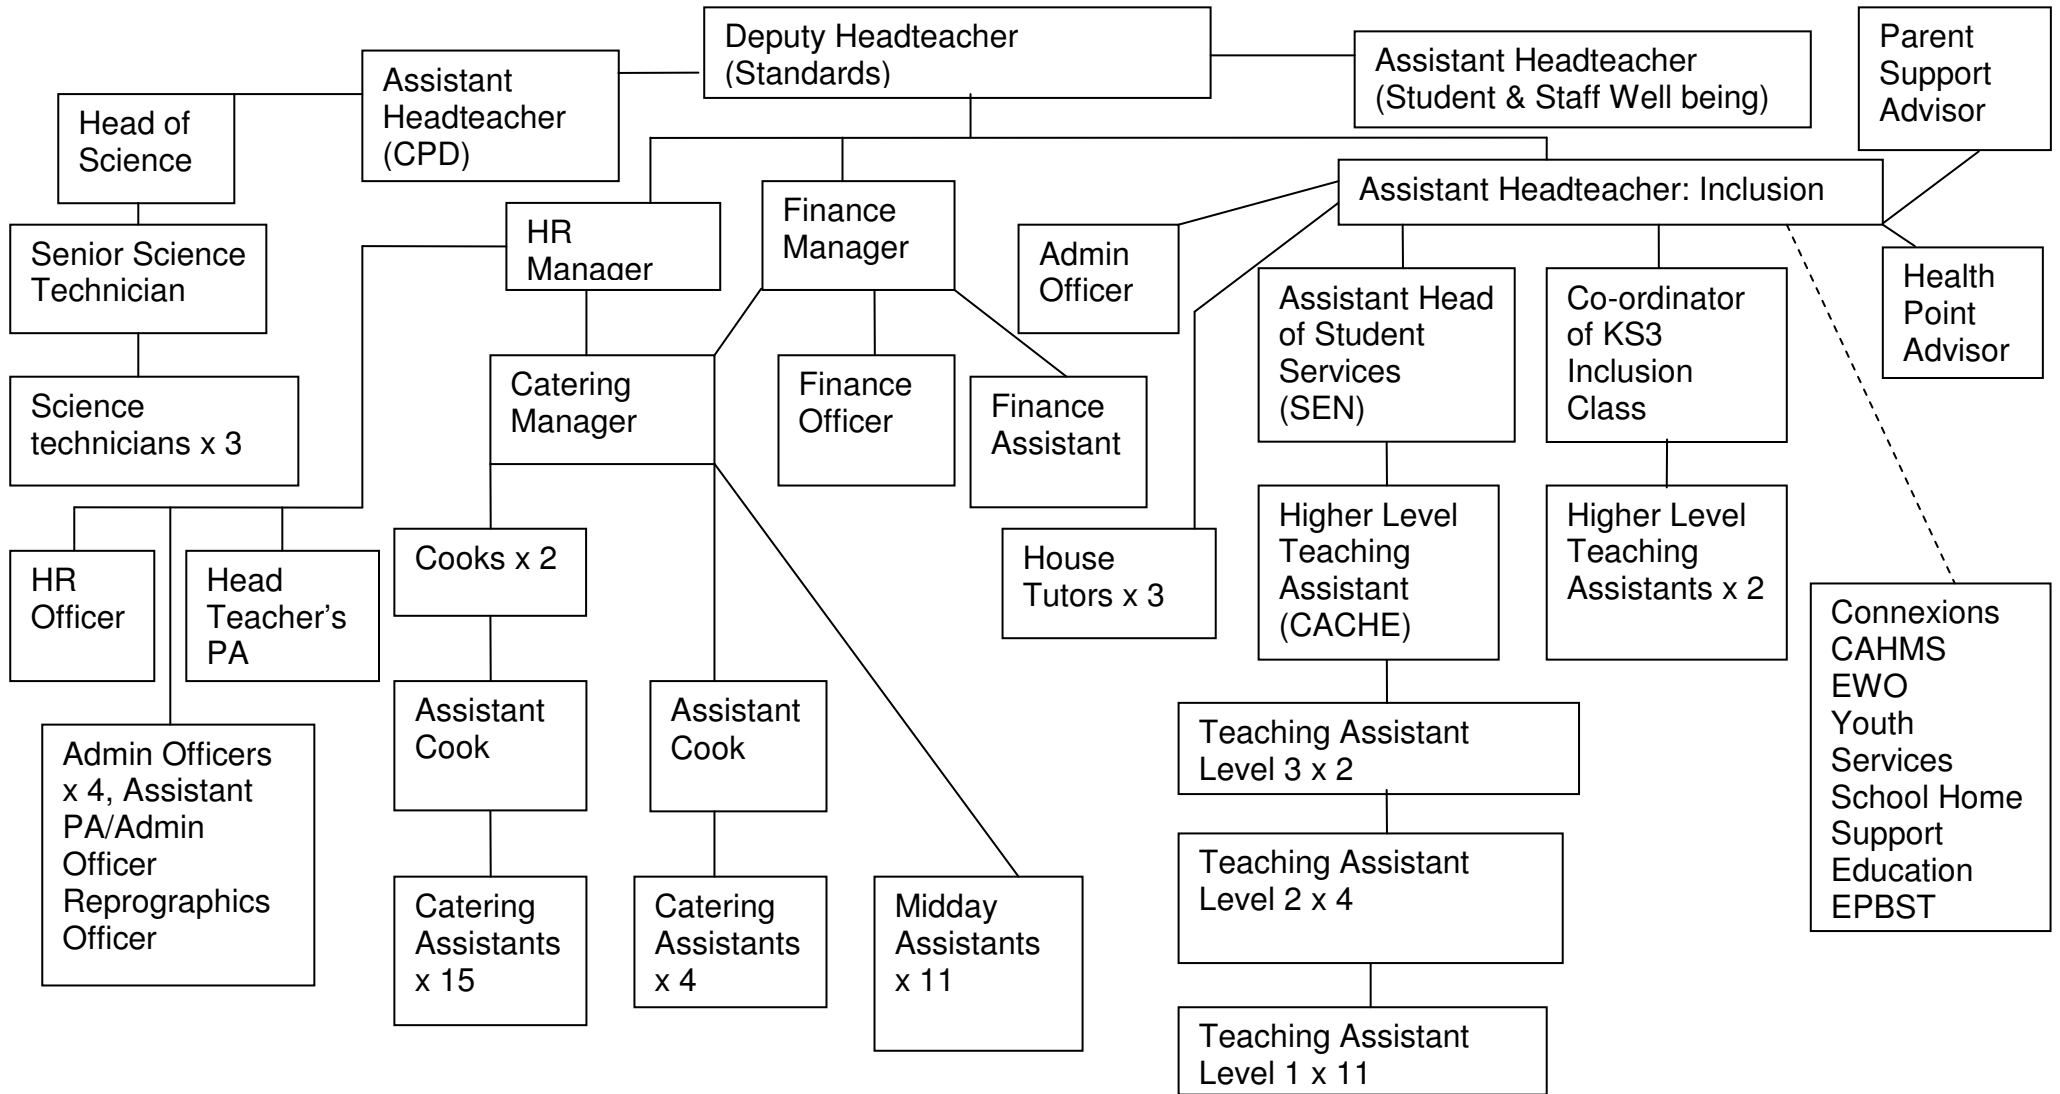 Deputy Headteacher
(Standards)
Assistant Headteacher
(Student & Staff Well being)
Parent
Support
Advisor
Assistant
Headteacher
(CPD)
Head of
Science
Senior Science
Technician
Science
technicians x 3
HR
Manager
Finance
Manager
Assistant Headteacher: Inclusion
Admin
Officer
Health
Point
Advisor
Catering
Manager
Finance
Officer
Finance
Assistant
Assistant Head
of Student
Services
(SEN)
Co-ordinator
of KS3
Inclusion
Class
HR
Officer
Head
Teacher’s
PA
Cooks x 2
House
Tutors x 3
Higher Level
Teaching
Assistant
(CACHE)
Higher Level
Teaching
Assistants x 2
Connexions
CAHMS
EWO
Youth
Services
School Home
Support
Education
EPBST
Admin Officers
x 4, Assistant
PA/Admin
Officer
Reprographics
Officer
Assistant
Cook
Assistant
Cook
Teaching Assistant
Level 3 x 2
Teaching Assistant
Level 2 x 4
Catering
Assistants
x 15
Catering
Assistants
x 4
Midday
Assistants
x 11
Teaching Assistant
Level 1 x 11